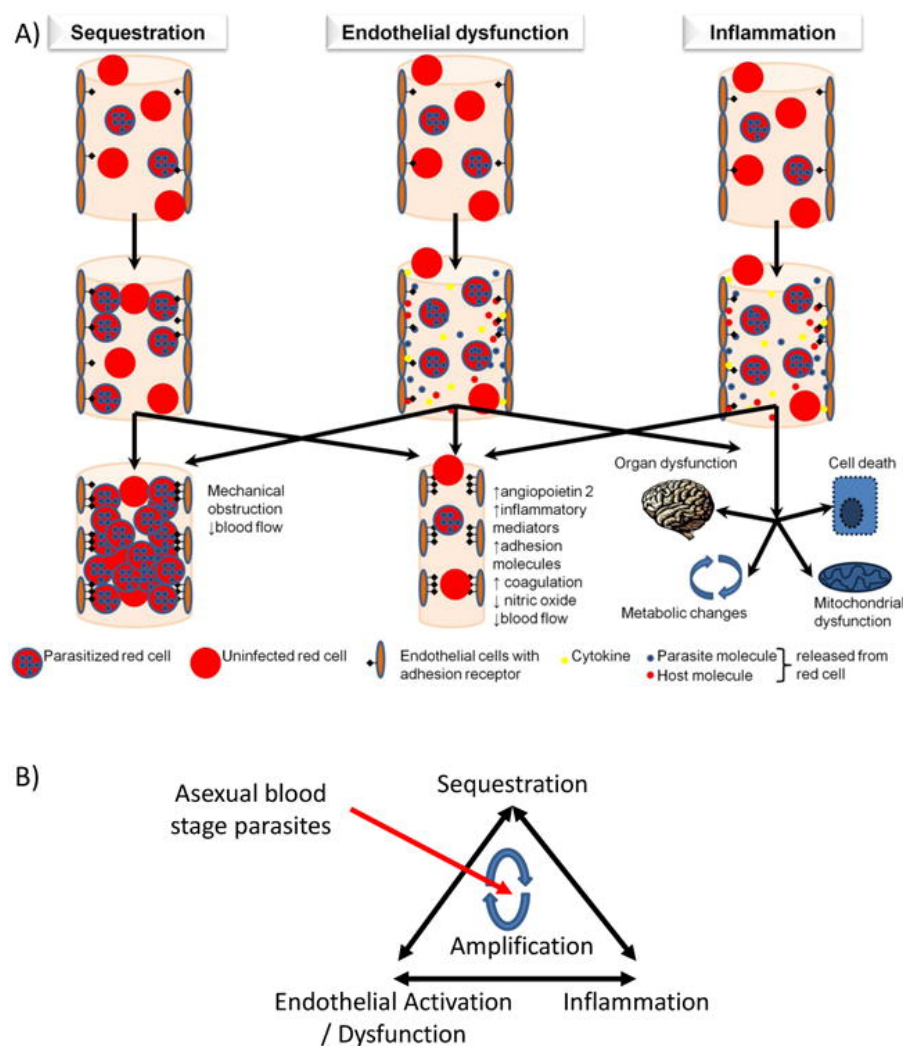 A)
Sequestration
Endothelial dysfunction
Inflammation
Mechanical
obstruction
↓blood flow
↑angiopoietin 2
↑inflammatory
mediators
↑adhesion
molecules
↑ coagulation
↓ nitric oxide
↓blood flow
Organ dysfunction
Cell death
Metabolic changes
Mitochondrial
dysfunction
Parasitized red cell
Uninfected red cell
Endothelial cells with
adhesion receptor
Cytokine
Parasite molecule
Host molecule
released from
red cell
B)
Asexual blood
stage parasites
Sequestration
Amplification
Endothelial Activation
/ Dysfunction
Inflammation